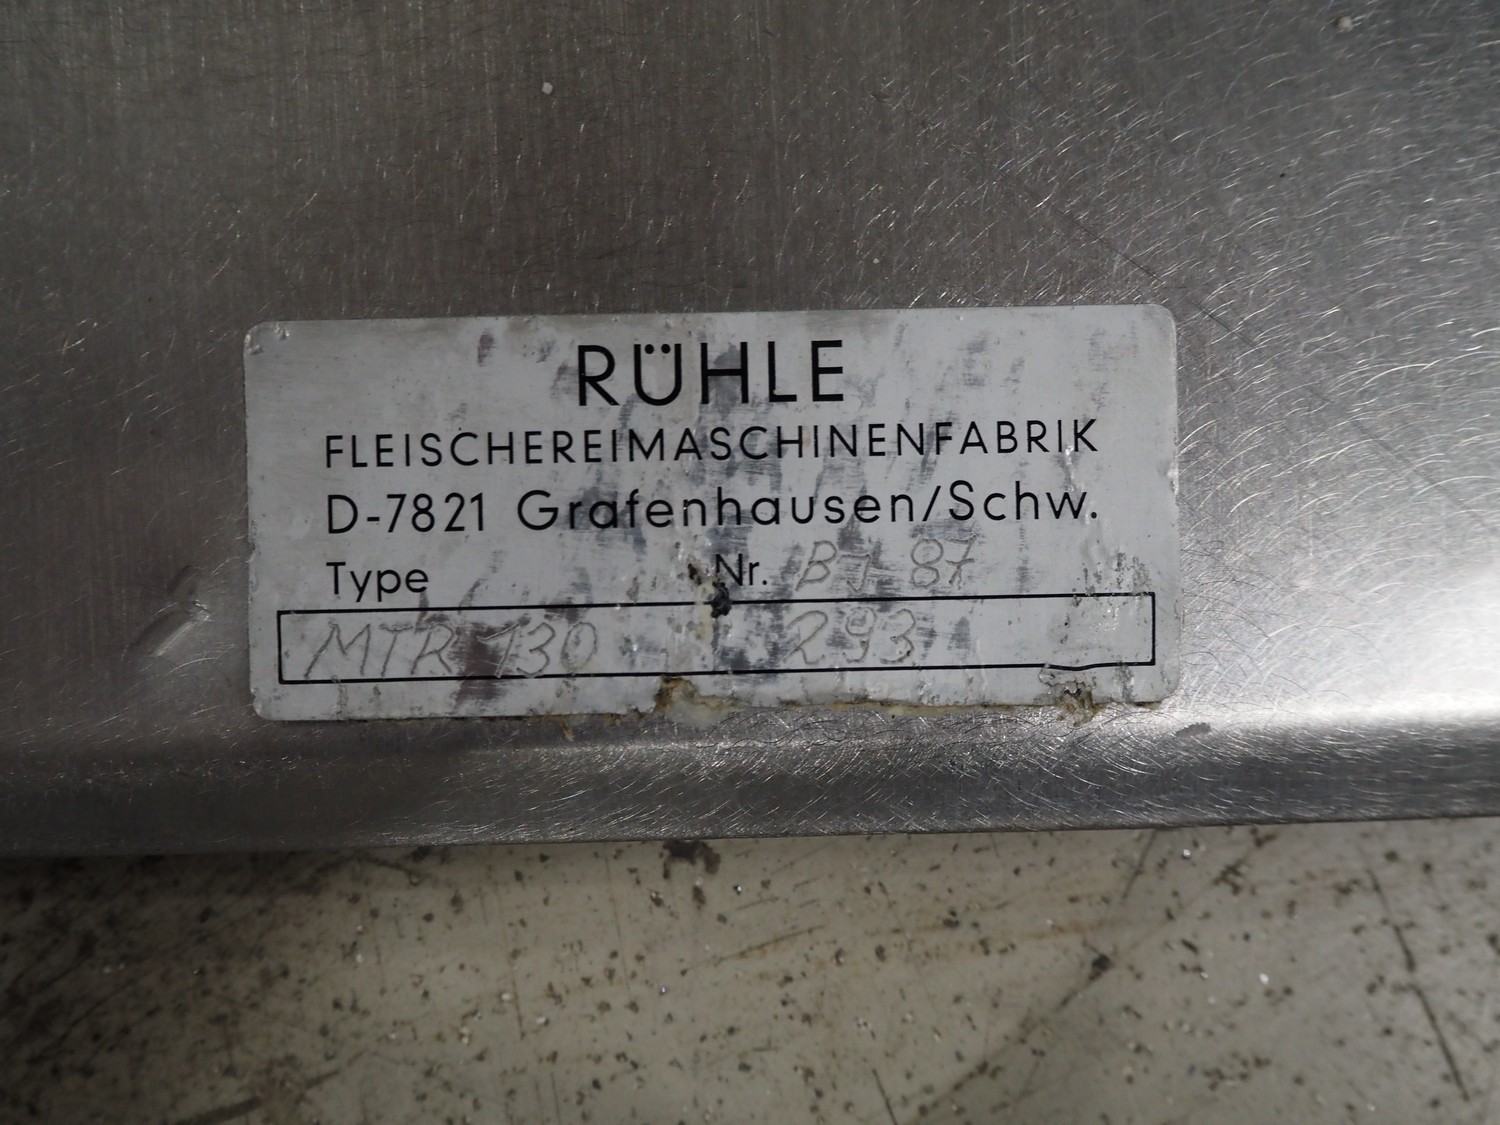 RÜHLE
FLEISCHEREIMASCHINENFABRIK
D-7821 Grafenhausen/Schw.
Type Nr. BJ 87
MTR 130 293